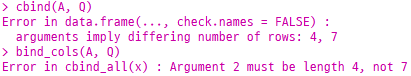 > cbind(A, Q)
Error in data.frame(..., check.names = FALSE) :
  arguments imply differing number of rows: 4, 7
> bind_cols(A, Q)
Error in cbind_all(x) : Argument 2 must be length 4, not 7